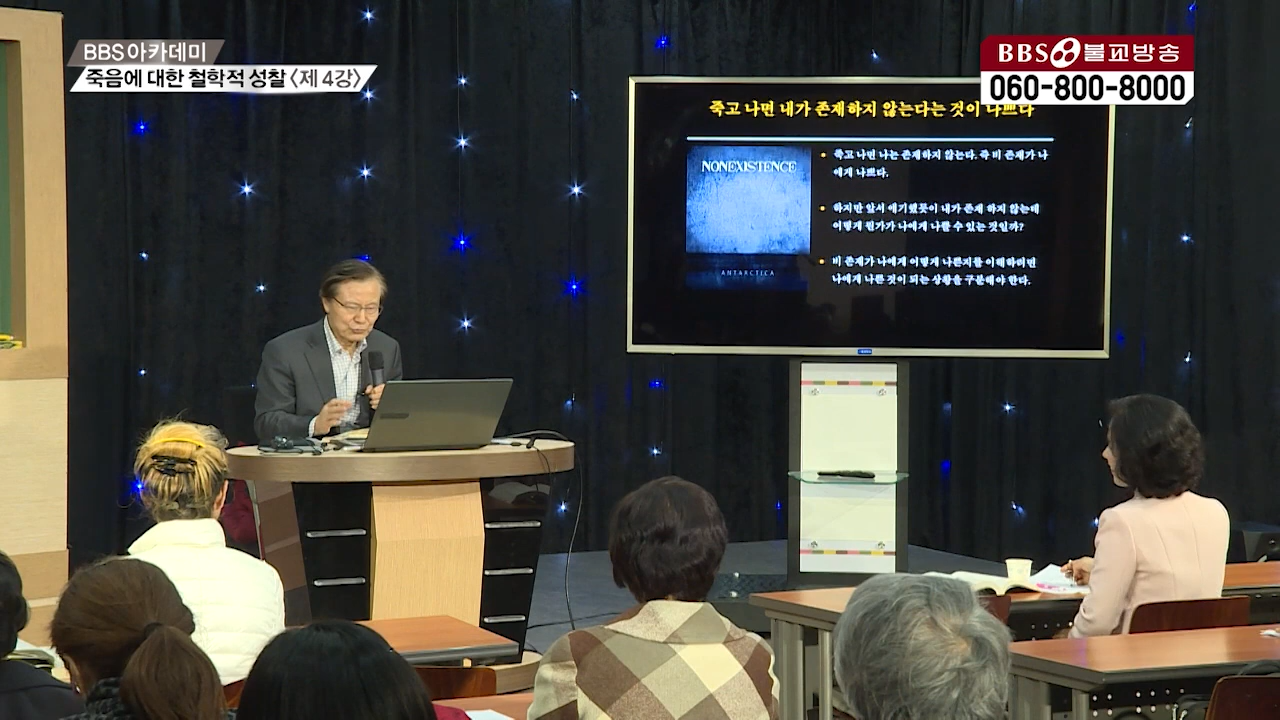 BBS아카데미
죽음에 대한 철학적 성찰〈제 4강〉
BBS 불교방송
060-800-8000
죽고 나면 내가 존재하지 않는다는 것이 나쁘다
NONEXISTENCE
ANTARCTICA
• 죽고 나면 나는 존재하지 않는다. 즉 비 존재가 나
에게 나쁘다.
• 하지만 앞서 얘기했듯이 내가 존재 하지 않는데
어떻게 뭔가가 나에게 나쁠 수 있는 것일까?
• 비 존재가 나에게 어떻게 나쁜지를 이해하려면
나에게 나쁜 것이 되는 상황을 구분해야 한다.